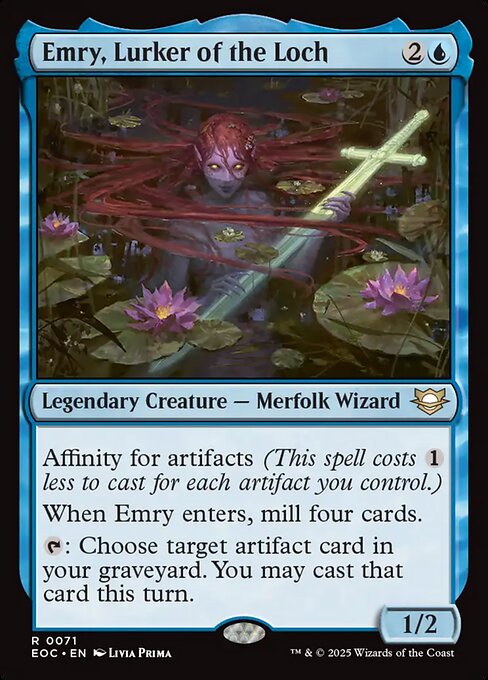 Emry, Lurker of the Loch 2
Legendary Creature — Merfolk Wizard
Affinity for artifacts (This spell costs 1
less to cast for each artifact you control.)
When Emry enters, mill four cards.
: Choose target artifact card in
your graveyard. You may cast that
card this turn.
1/2
R 0071
EOC • EN Livia Prima
™ & © 2025 Wizards of the Coast